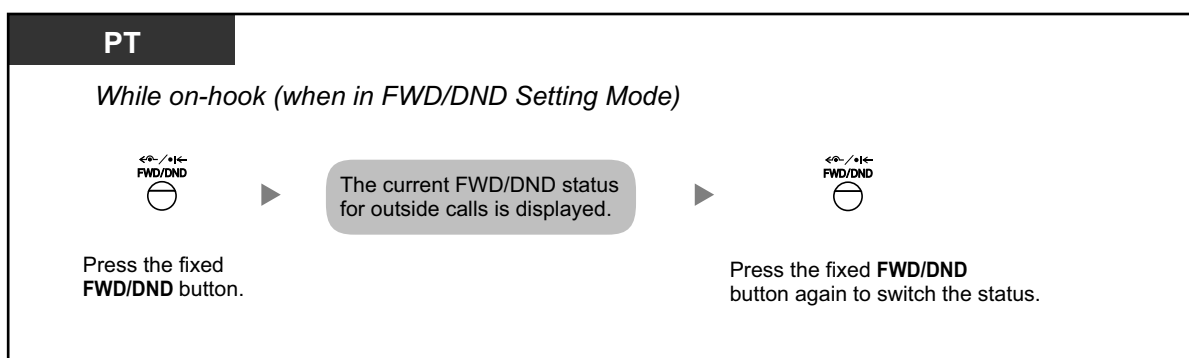 PT
While on-hook (when in FWD/DND Setting Mode)
FWD/DND
Press the fixed
FWD/DND button.
The current FWD/DND status
for outside calls is displayed.
FWD/DND
Press the fixed FWD/DND
button again to switch the status.